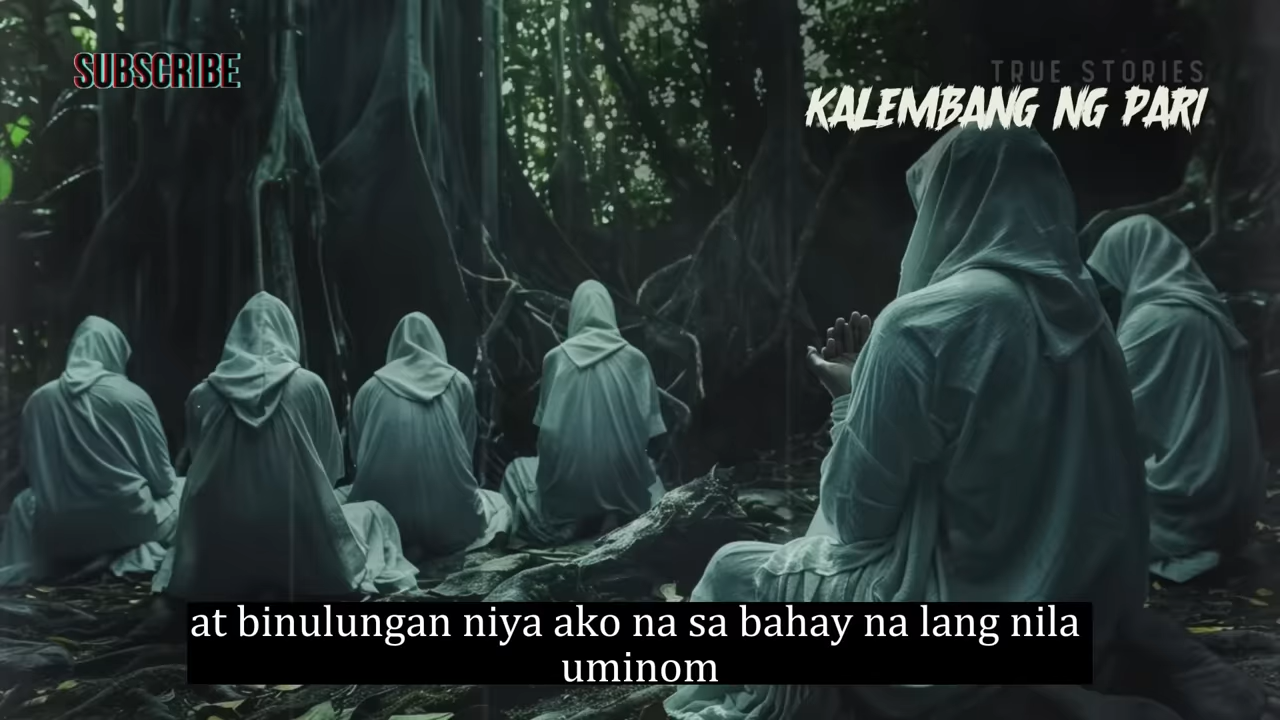 SUBSCRIBE
TRUE STORIES
KALEMBANG NG PARI
at binulungan niya ako na sa bahay na lang nila
uminom